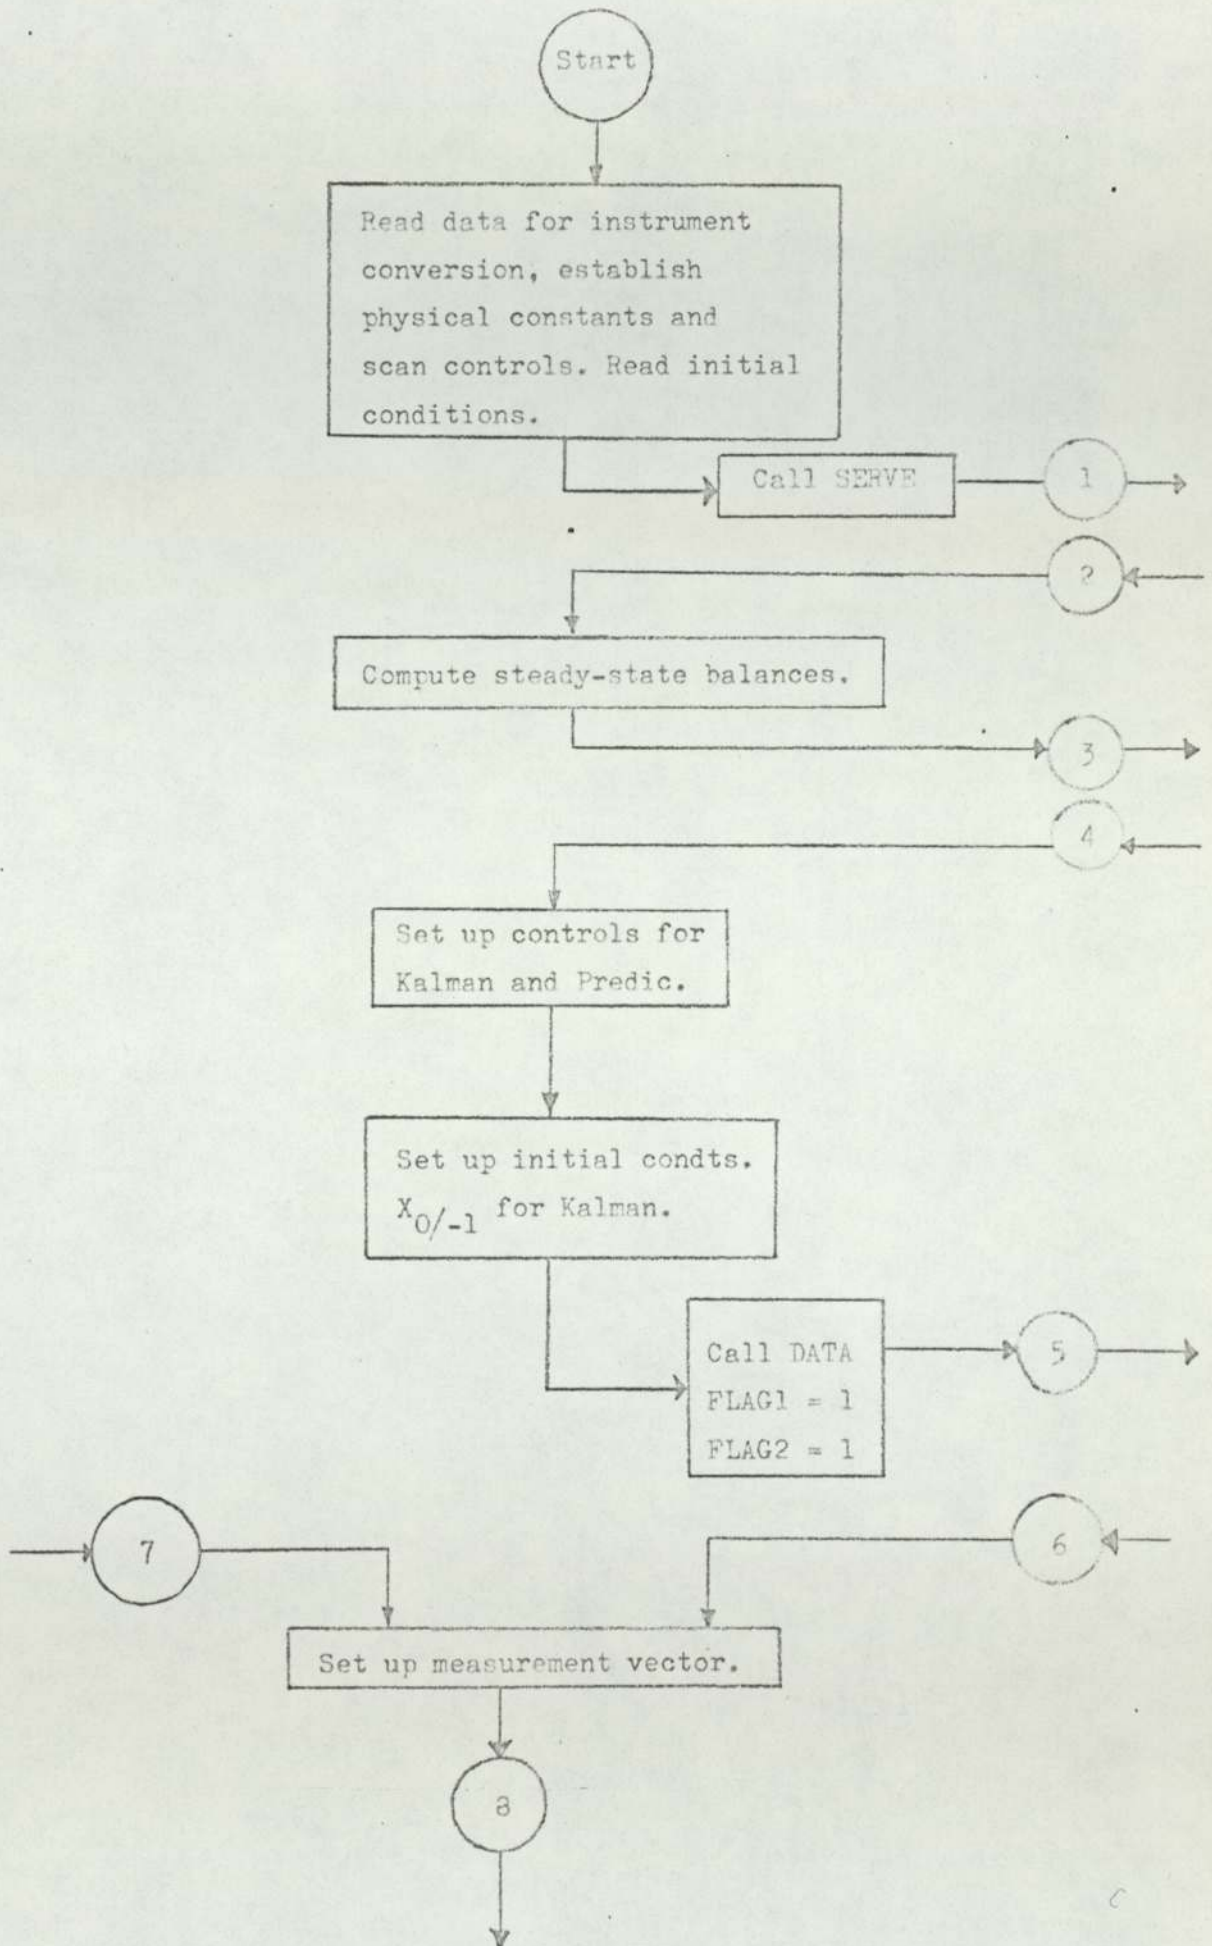 Start
Read data for instrument
conversion, establish
physical constants and
scan controls. Read initial
conditions.
Call SERVE
1
2
Compute steady-state balances.
3
4
Set up controls for
Kalman and Predic.
Set up initial condts.
X0/-1 for Kalman.
Call DATA
FLAG1 = 1
FLAG2 = 1
5
7
6
Set up measurement vector.
8